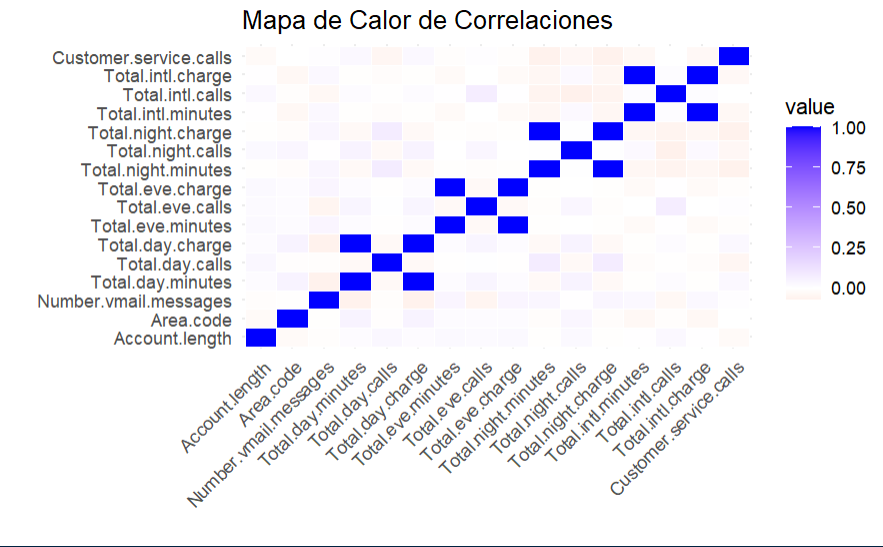 Mapa de Calor de Correlaciones
Customer.service.calls
Total.intl.charge
Total.intl.calls
Total.intl.minutes
Total.night.charge
Total.night.calls
Total.night.minutes
Total.eve.charge
Total.eve.calls
Total.eve.minutes
Total.day.charge
Total.day.calls
Total.day.minutes
Number.vmail.messages
Area.code
Account.length
Account.length
Area.code
Number.vmail.messages
Total.day.minutes
Total.day.calls
Total.day.charge
Total.eve.minutes
Total.eve.calls
Total.eve.charge
Total.night.minutes
Total.night.calls
Total.night.charge
Total.intl.minutes
Total.intl.calls
Total.intl.charge
Customer.service.calls
value
1.00
0.75
0.50
0.25
0.00